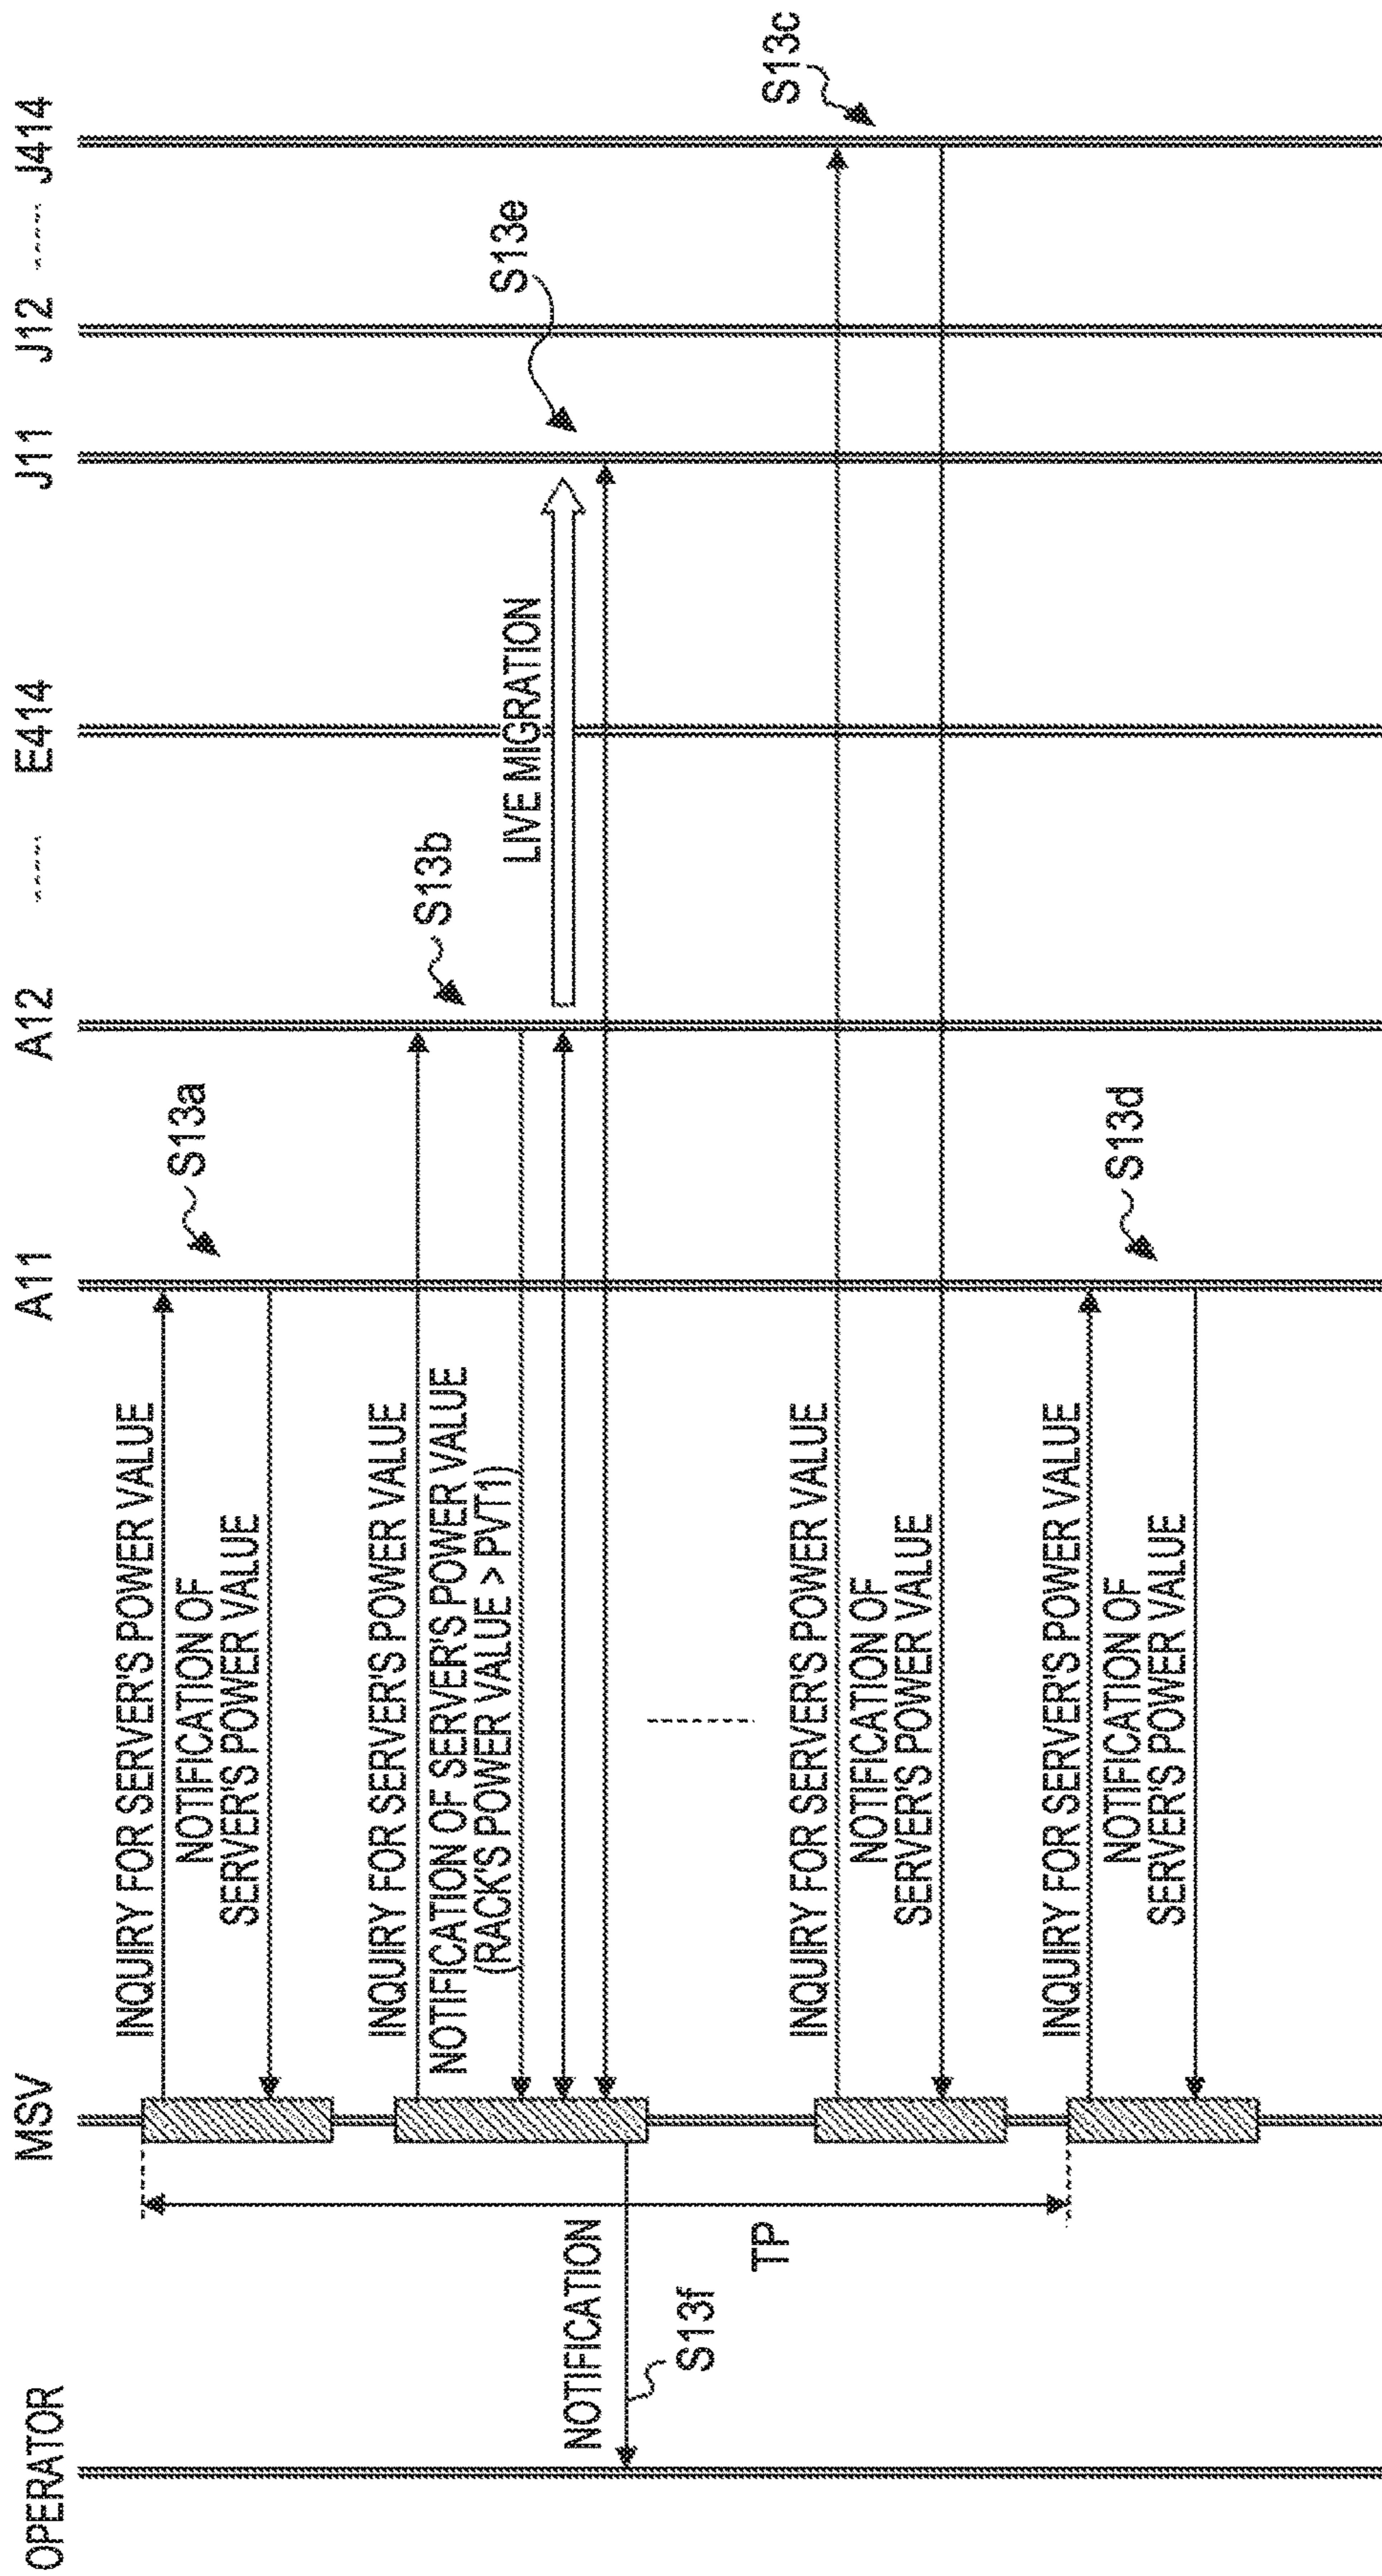 OPERATOR
MSV
A11
A12
E414
J11
J12
J414
INQUIRY FOR SERVER'S POWER VALUE
S13a
NOTIFICATION OF
SERVER'S POWER VALUE
INQUIRY FOR SERVER'S POWER VALUE
S13b
NOTIFICATION OF SERVER'S POWER VALUE
(RACK'S POWER VALUE > PVT1)
LIVE MIGRATION
S13e
NOTIFICATION
S13f
TP
INQUIRY FOR SERVER'S POWER VALUE
S13c
NOTIFICATION OF
SERVER'S POWER VALUE
INQUIRY FOR SERVER'S POWER VALUE
S13d
NOTIFICATION OF
SERVER'S POWER VALUE